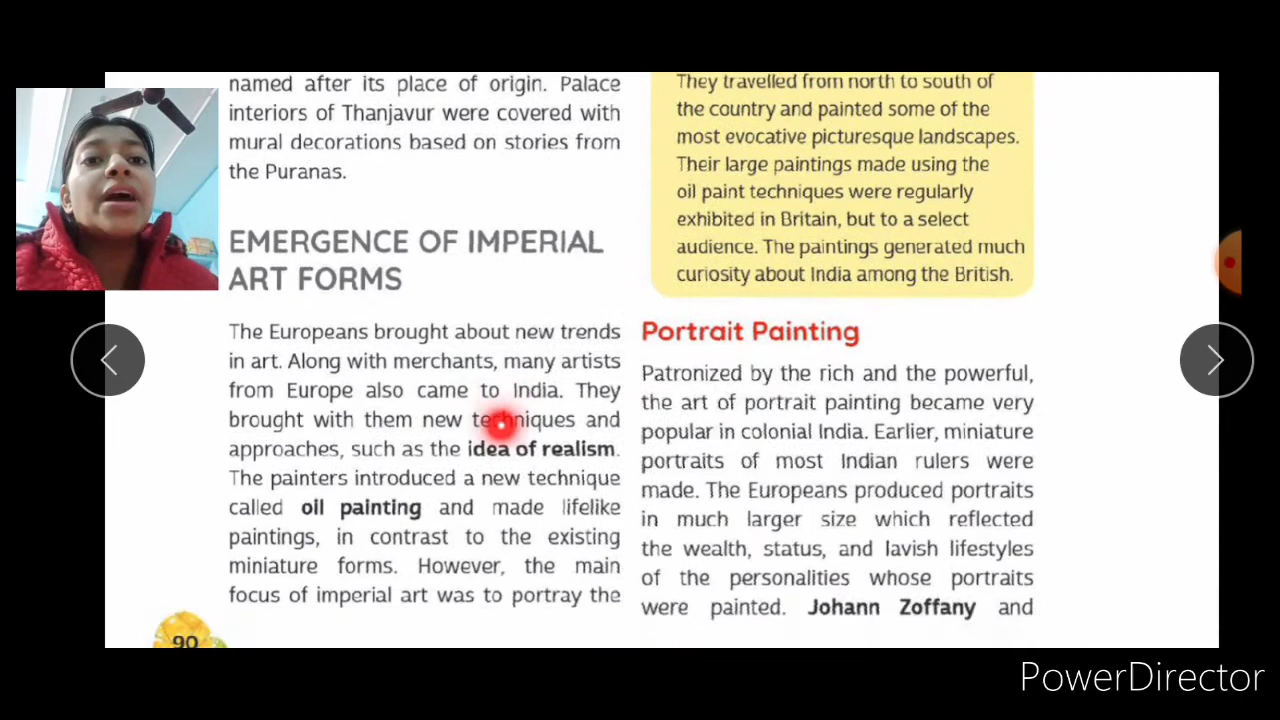 named after its place of origin. Palace
interiors of Thanjavur were covered with
mural decorations based on stories from
the Puranas.
EMERGENCE OF IMPERIAL
ART FORMS
The Europeans brought about new trends
in art. Along with merchants, many artists
from Europe also came to India. They
brought with them new techniques and
approaches, such as the idea of realism.
The painters introduced a new technique
called oil painting and made lifelike
paintings, in contrast to the existing
miniature forms. However, the main
focus of imperial art was to portray the
90
They travelled from north to south of
the country and painted some of the
most evocative picturesque landscapes.
Their large paintings made using the
oil paint techniques were regularly
exhibited in Britain, but to a select
audience. The paintings generated much
curiosity about India among the British.
Portrait Painting
Patronized by the rich and the powerful,
the art of portrait painting became very
popular in colonial India. Earlier, miniature
portraits of most Indian rulers were
made. The Europeans produced portraits
in much larger size which reflected
the wealth, status, and lavish lifestyles
of the personalities whose portraits
were painted. Johann Zoffany and
PowerDirector